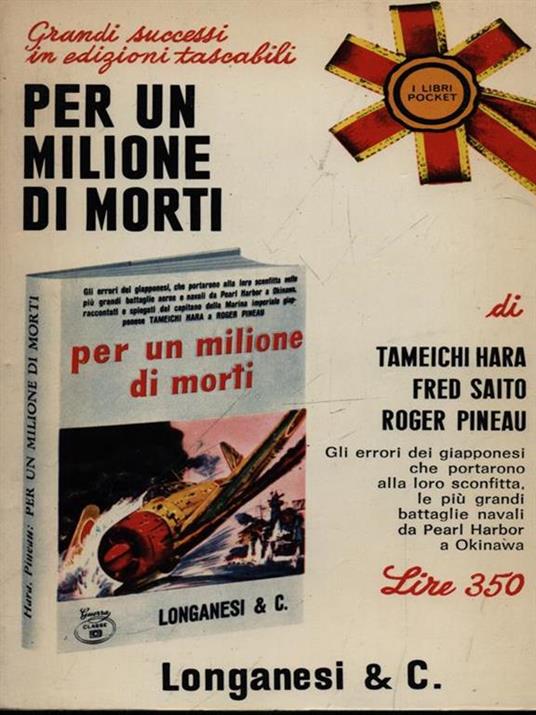 Grandi successi
in edizioni tascabili
I LIBRI
POCKET
PER UN
MILIONE
DI MORTI
Gli errori dei giapponesi, che portarono alla loro sconfitta nelle
più grandi battaglie aeree e navali da Pearl Harbor a Okinawa,
raccontati e spiegati dal capitano della Marina imperiale giap-
ponese TAMEICHI HARA e ROGER PINEAU
per un milione
di morti
Hara, Pineau: PER UN MILIONE DI MORTI
Guerra
CLASSE
LONGANESI & C.
di
TAMEICHI HARA
FRED SAITO
ROGER PINEAU
Gli errori dei giapponesi
che portarono
alla loro sconfitta,
le più grandi
battaglie navali
da Pearl Harbor
a Okinawa
Lire 350
Longanesi & C.